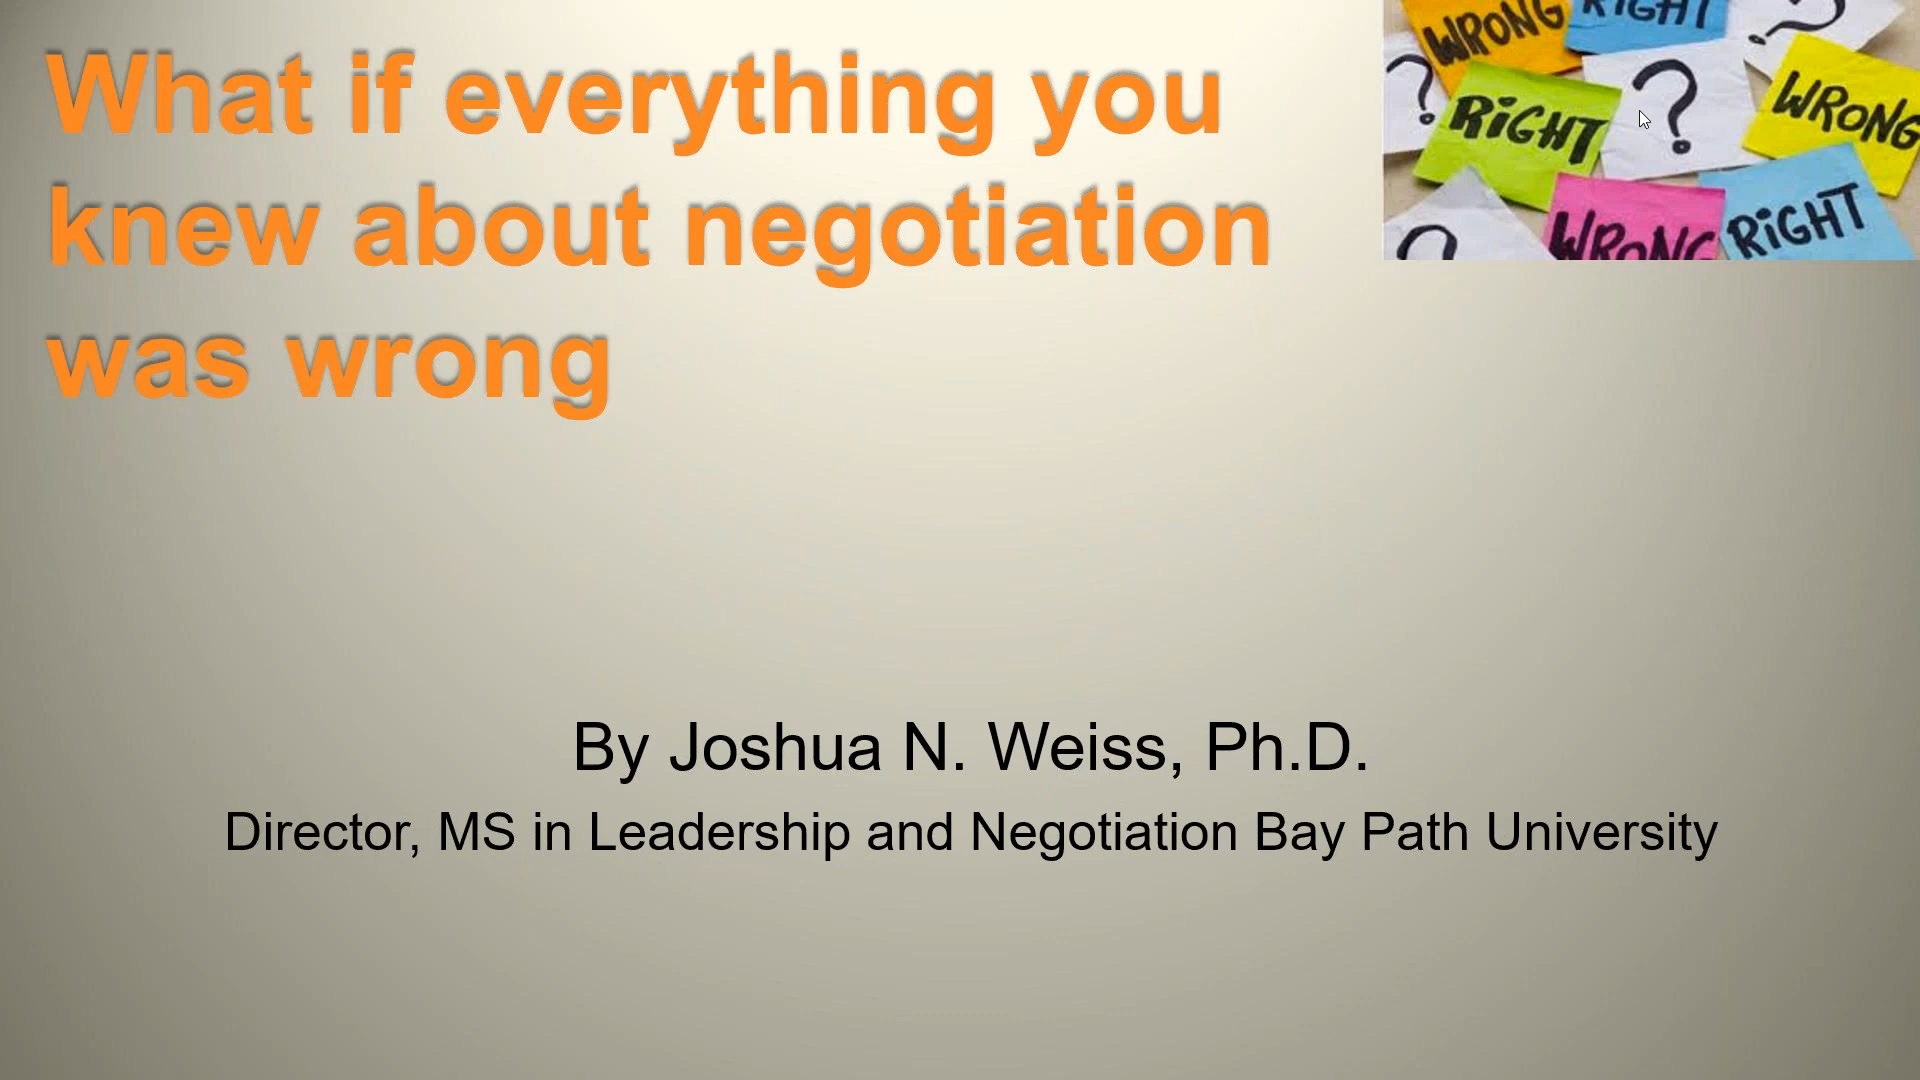 What if everything you
knew about negotiation
was wrong
WRONG
RIGHT
?
?
RiGHT
?
WRONG
?
WRONG
RiGHT
By Joshua N. Weiss, Ph.D.
Director, MS in Leadership and Negotiation Bay Path University